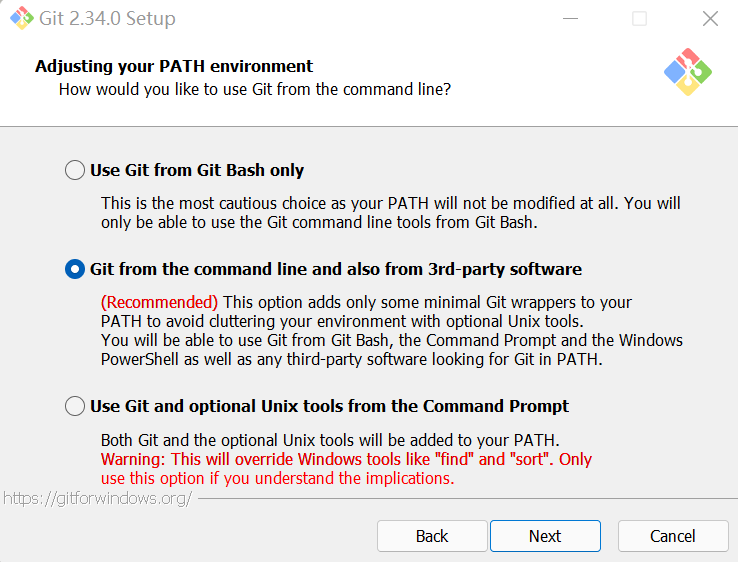 Git 2.34.0 Setup
Adjusting your PATH environment
How would you like to use Git from the command line?
Use Git from Git Bash only
This is the most cautious choice as your PATH will not be modified at all. You will
only be able to use the Git command line tools from Git Bash.
Git from the command line and also from 3rd-party software
(Recommended) This option adds only some minimal Git wrappers to your
PATH to avoid cluttering your environment with optional Unix tools.
You will be able to use Git from Git Bash, the Command Prompt and the Windows
PowerShell as well as any third-party software looking for Git in PATH.
Use Git and optional Unix tools from the Command Prompt
Both Git and the optional Unix tools will be added to your PATH.
Warning: This will override Windows tools like "find" and "sort". Only
use this option if you understand the implications.
https://gitforwindows.org/
Back Next Cancel